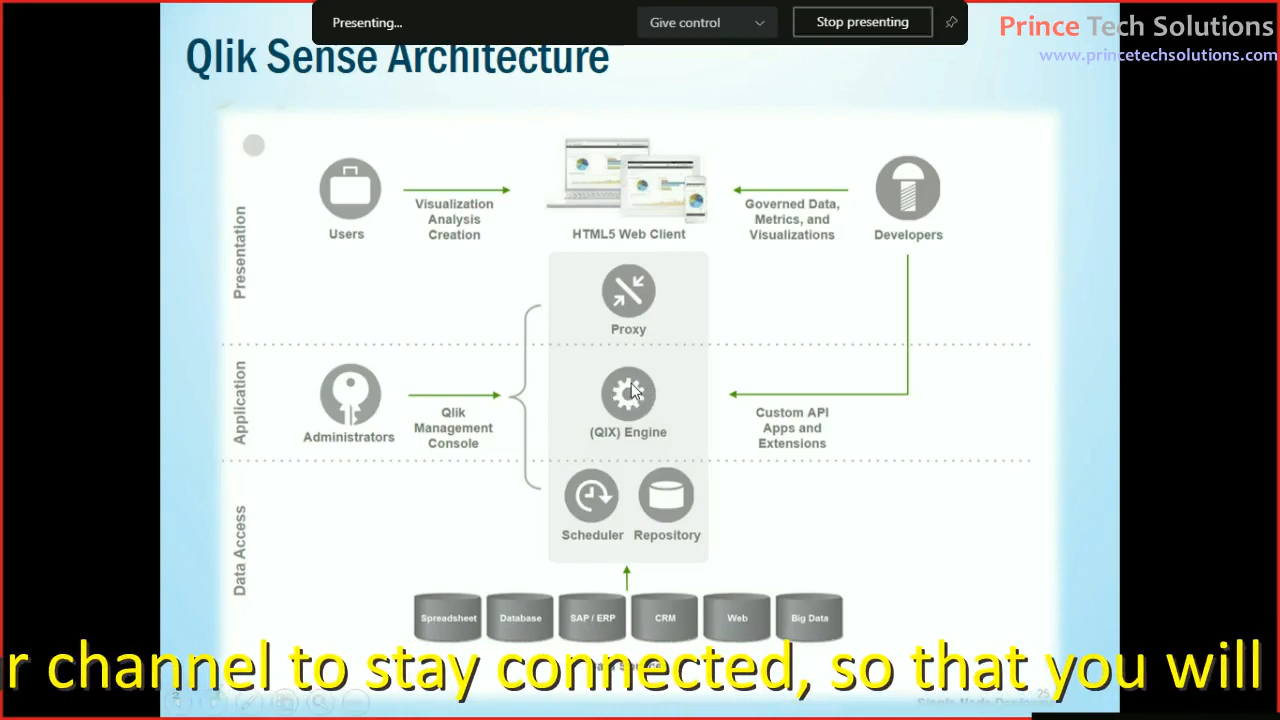 Presenting...
Give control
Stop presenting
Prince Tech Solutions
www.princetechsolutions.com
Qlik Sense Architecture
Presentation
Users
Visualization
Analysis
Creation
HTML5 Web Client
Governed Data,
Metrics, and
Visualizations
Developers
Proxy
Application
Administrators
Qlik
Management
Console
(QIX) Engine
Custom API
Apps and
Extensions
Data Access
Scheduler
Repository
Spreadsheet
Database
SAP / ERP
CRM
Web
Big Data
r channel to stay connected, so that you will
25